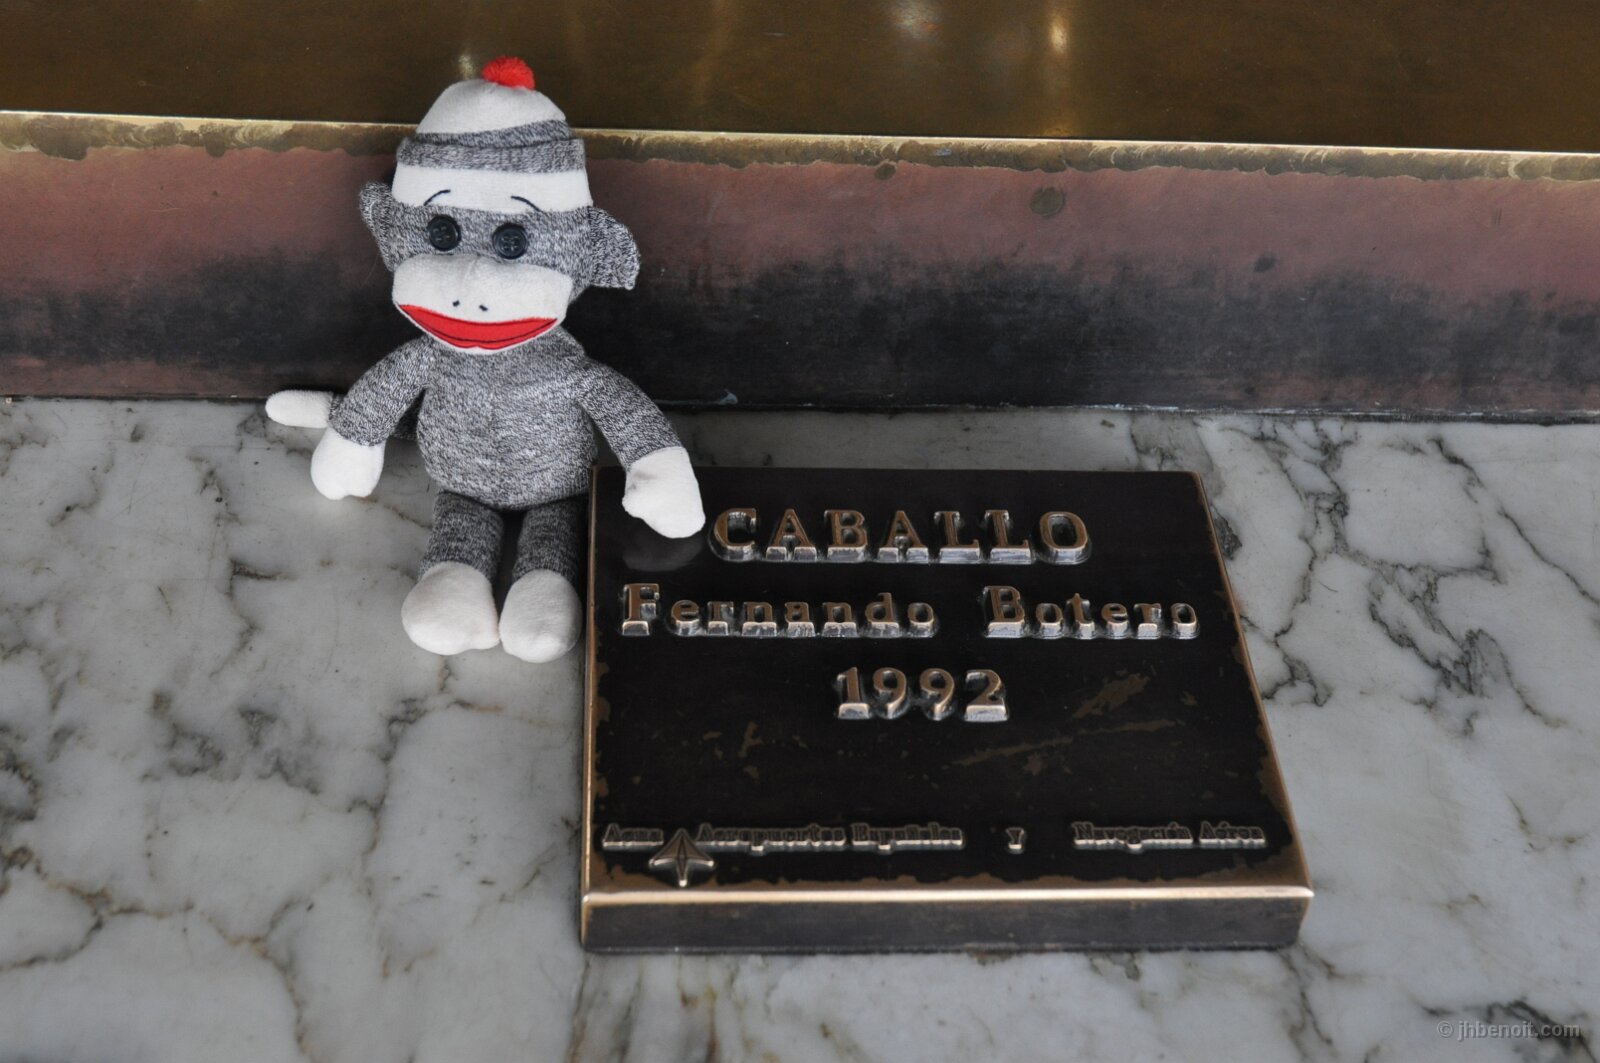 CABALLO
Fernando Botero
1992
Aena Aeropuertos Españoles y Navegación Aérea
© jhbenoit.com